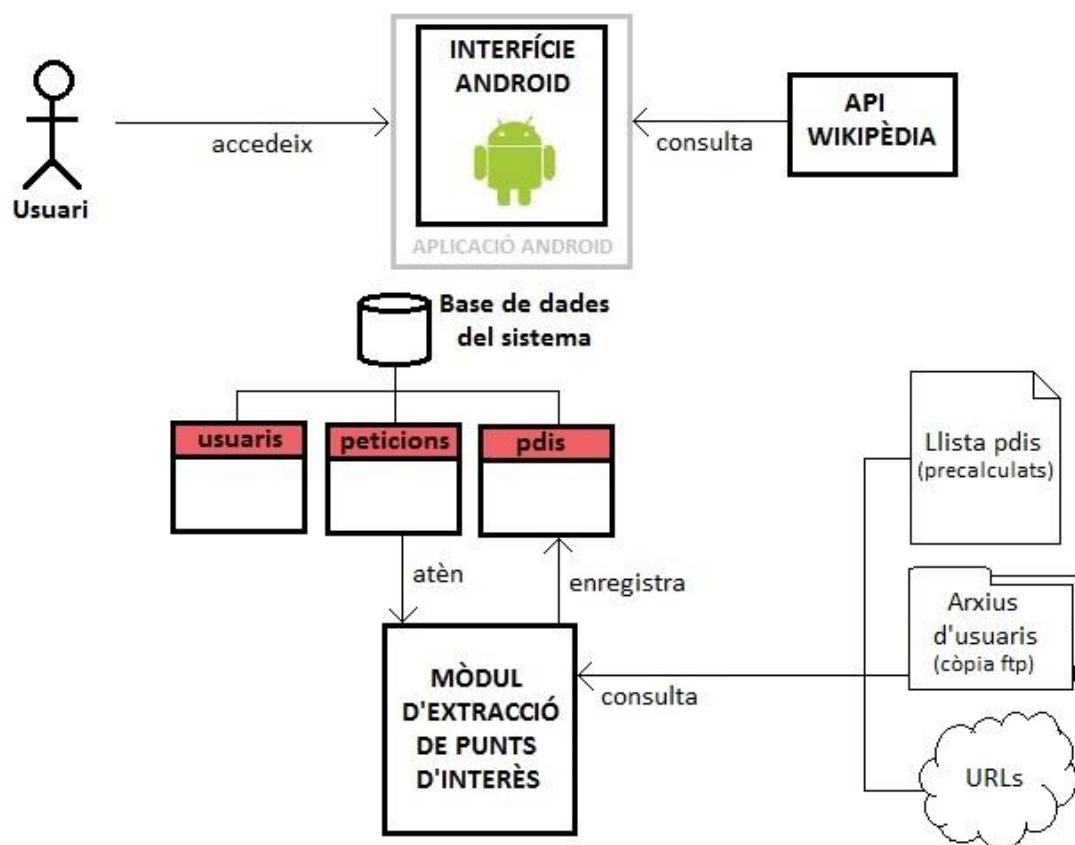 INTERFÍCIE
ANDROID
API
WIKIPÈDIA
accedeix
consulta
Usuari
APLICACIÓ ANDROID
Base de dades
del sistema
usuaris
peticions
pdis
Llista pdis
(precalculats)
atèn
enregistra
Arxius
d'usuaris
(còpia ftp)
MÒDUL
D'EXTRACCIÓ
DE PUNTS
D'INTERÈS
consulta
URLs